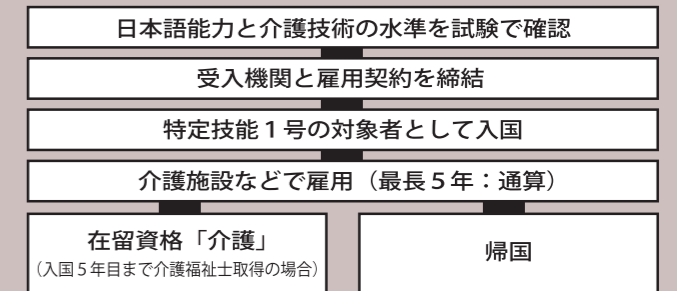 日本語能力と介護技術の水準を試験で確認
受入機関と雇用契約を締結
特定技能１号の対象者として入国
介護施設などで雇用（最長５年：通算）
在留資格「介護」
（入国５年目まで介護福祉士取得の場合）
帰国